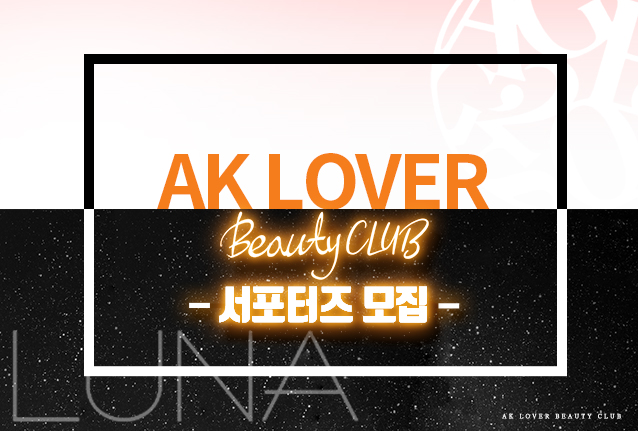 AK LOVER
Beauty CLUB
- 서포터즈 모집 -
LUNA
AK LOVER BEAUTY CLUB